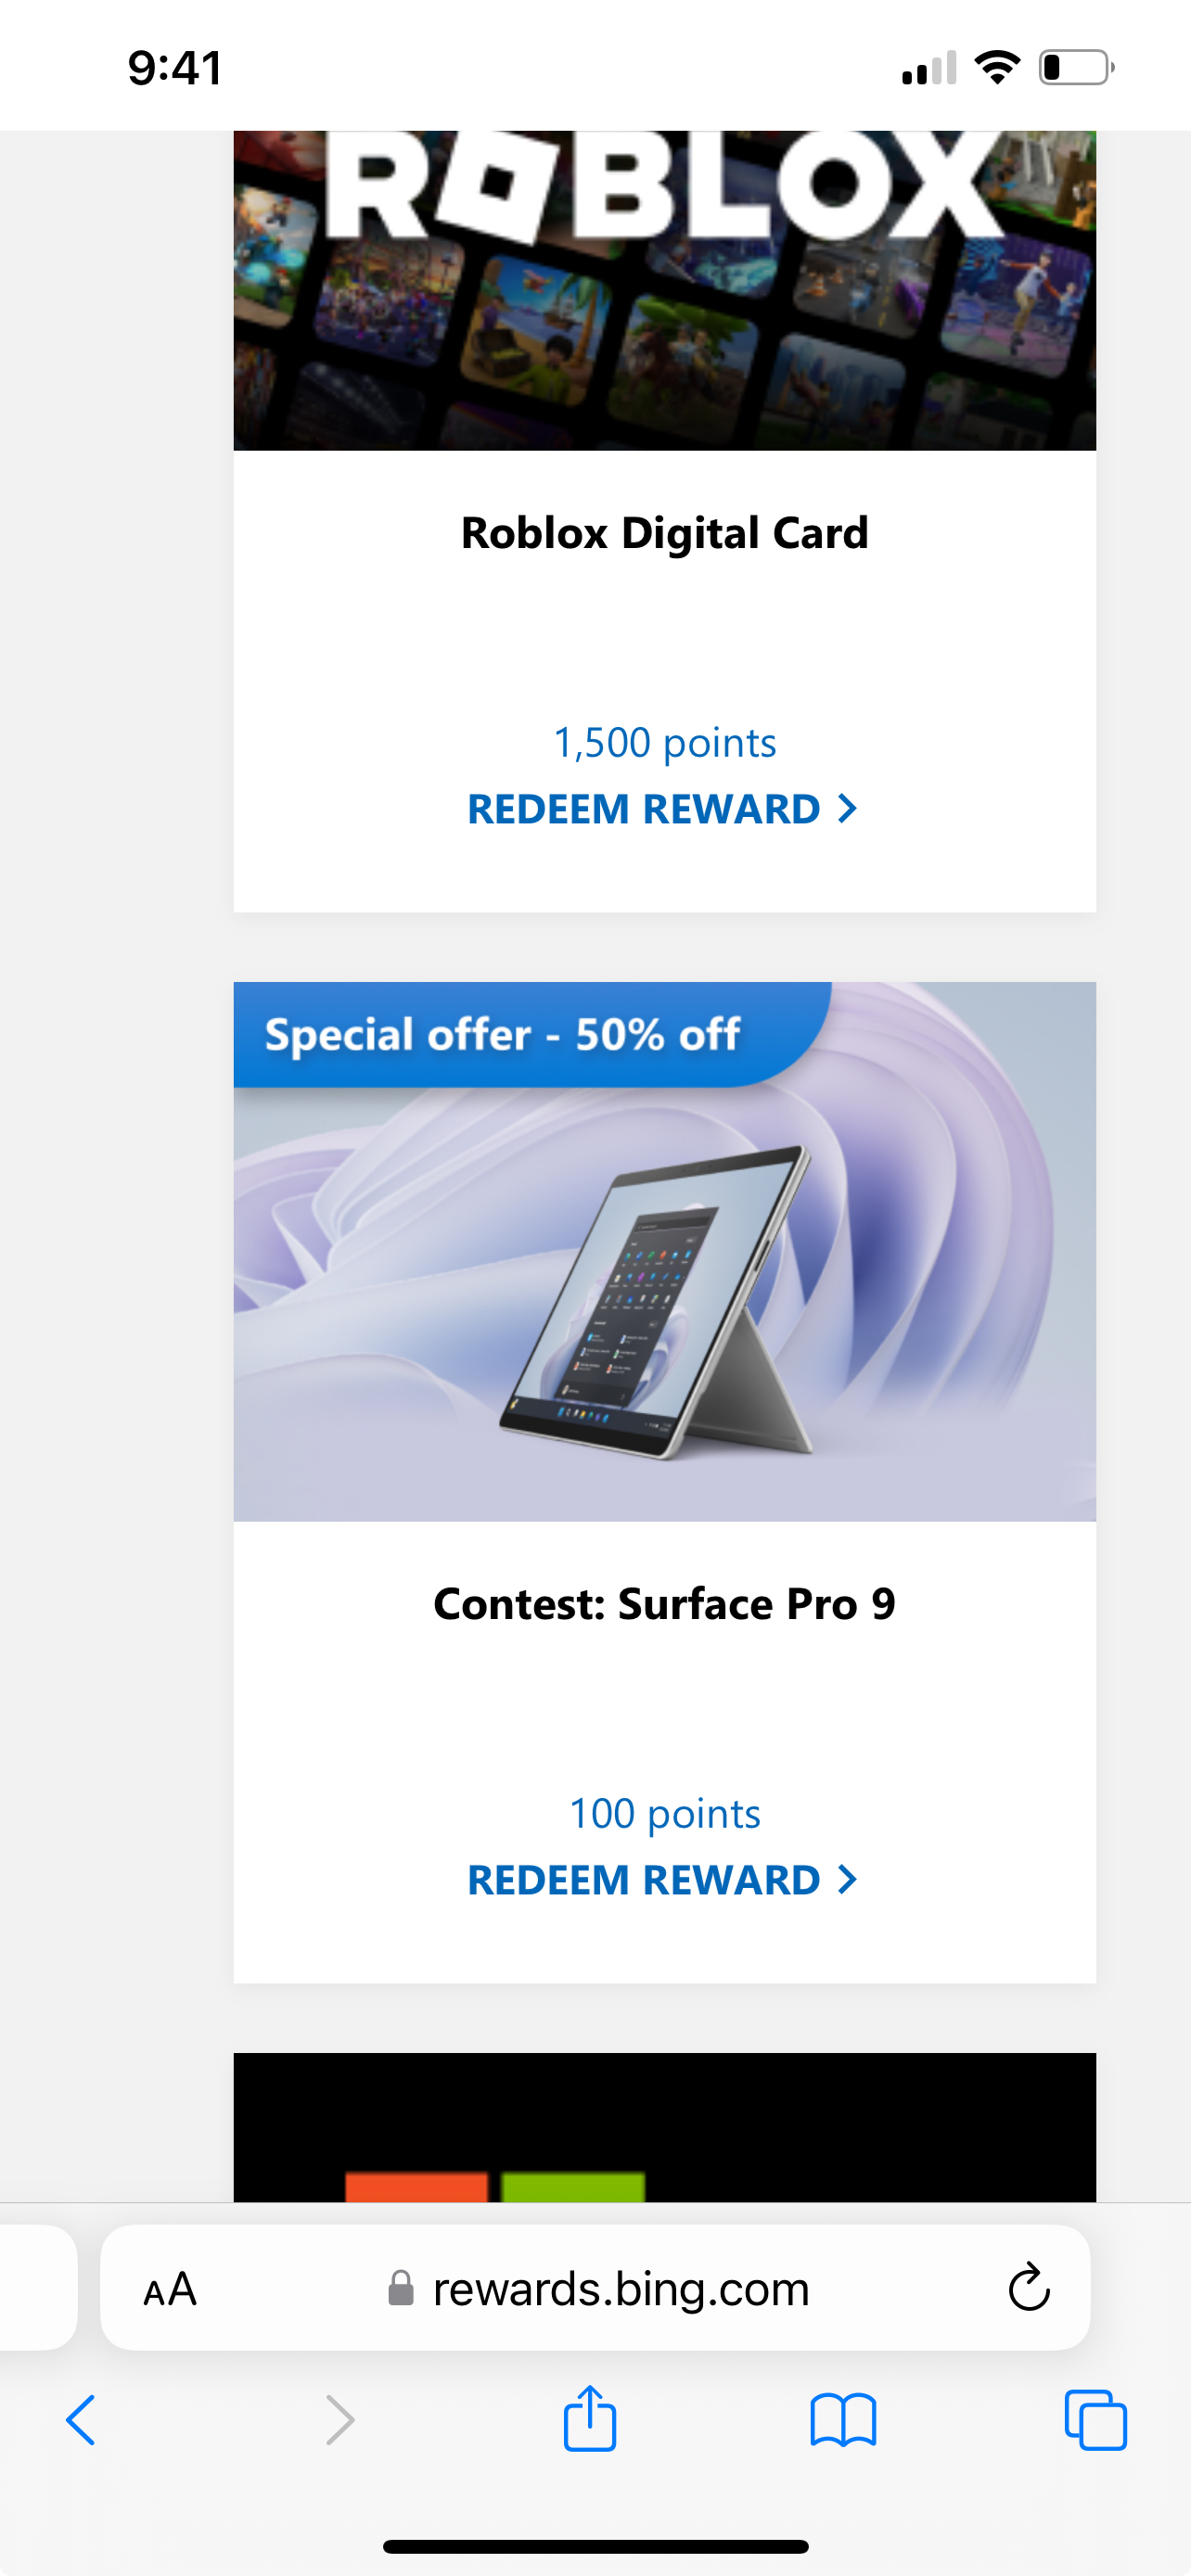 9:41
ROBLOX
Roblox Digital Card
1,500 points
REDEEM REWARD >
Special offer - 50% off
Contest: Surface Pro 9
100 points
REDEEM REWARD >
AA
rewards.bing.com